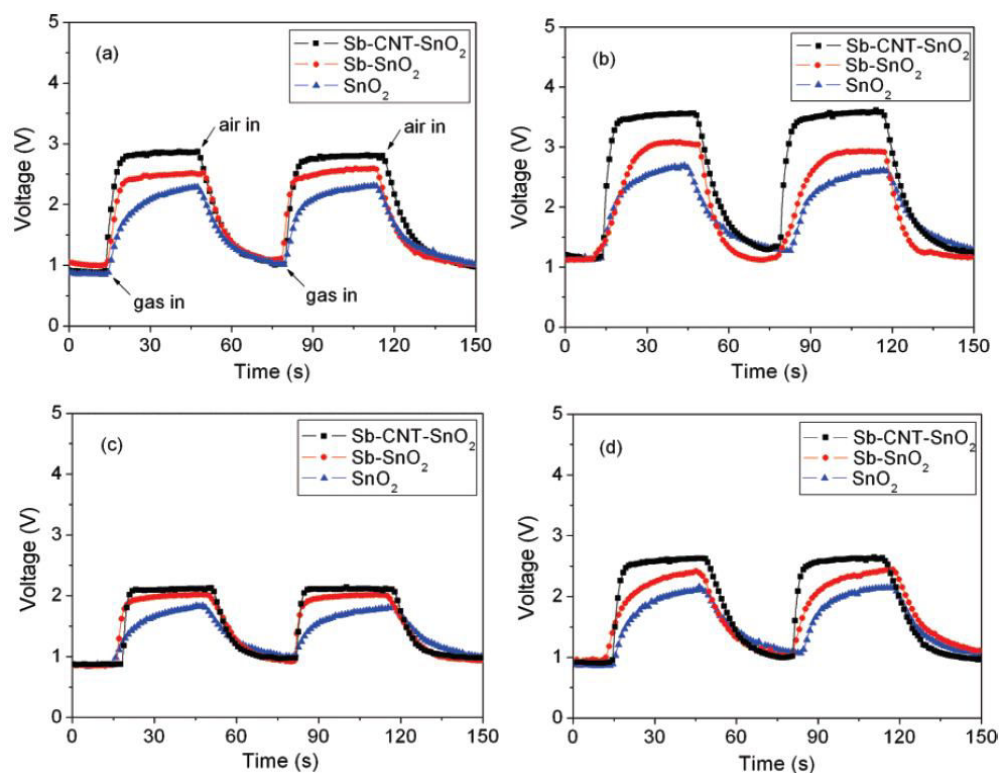 (a)
Sb-CNT-SnO₂
Sb-SnO₂
SnO₂
air in
air in
gas in
gas in
Voltage (V)
5
4
3
2
1
0
0 30 60 90 120 150
Time (s)
(b)
Sb-CNT-SnO₂
Sb-SnO₂
SnO₂
Voltage (V)
5
4
3
2
1
0
0 30 60 90 120 150
Time (s)
(c)
Sb-CNT-SnO₂
Sb-SnO₂
SnO₂
Voltage (V)
5
4
3
2
1
0
0 30 60 90 120 150
Time (s)
(d)
Sb-CNT-SnO₂
Sb-SnO₂
SnO₂
Voltage (V)
5
4
3
2
1
0
0 30 60 90 120 150
Time (s)